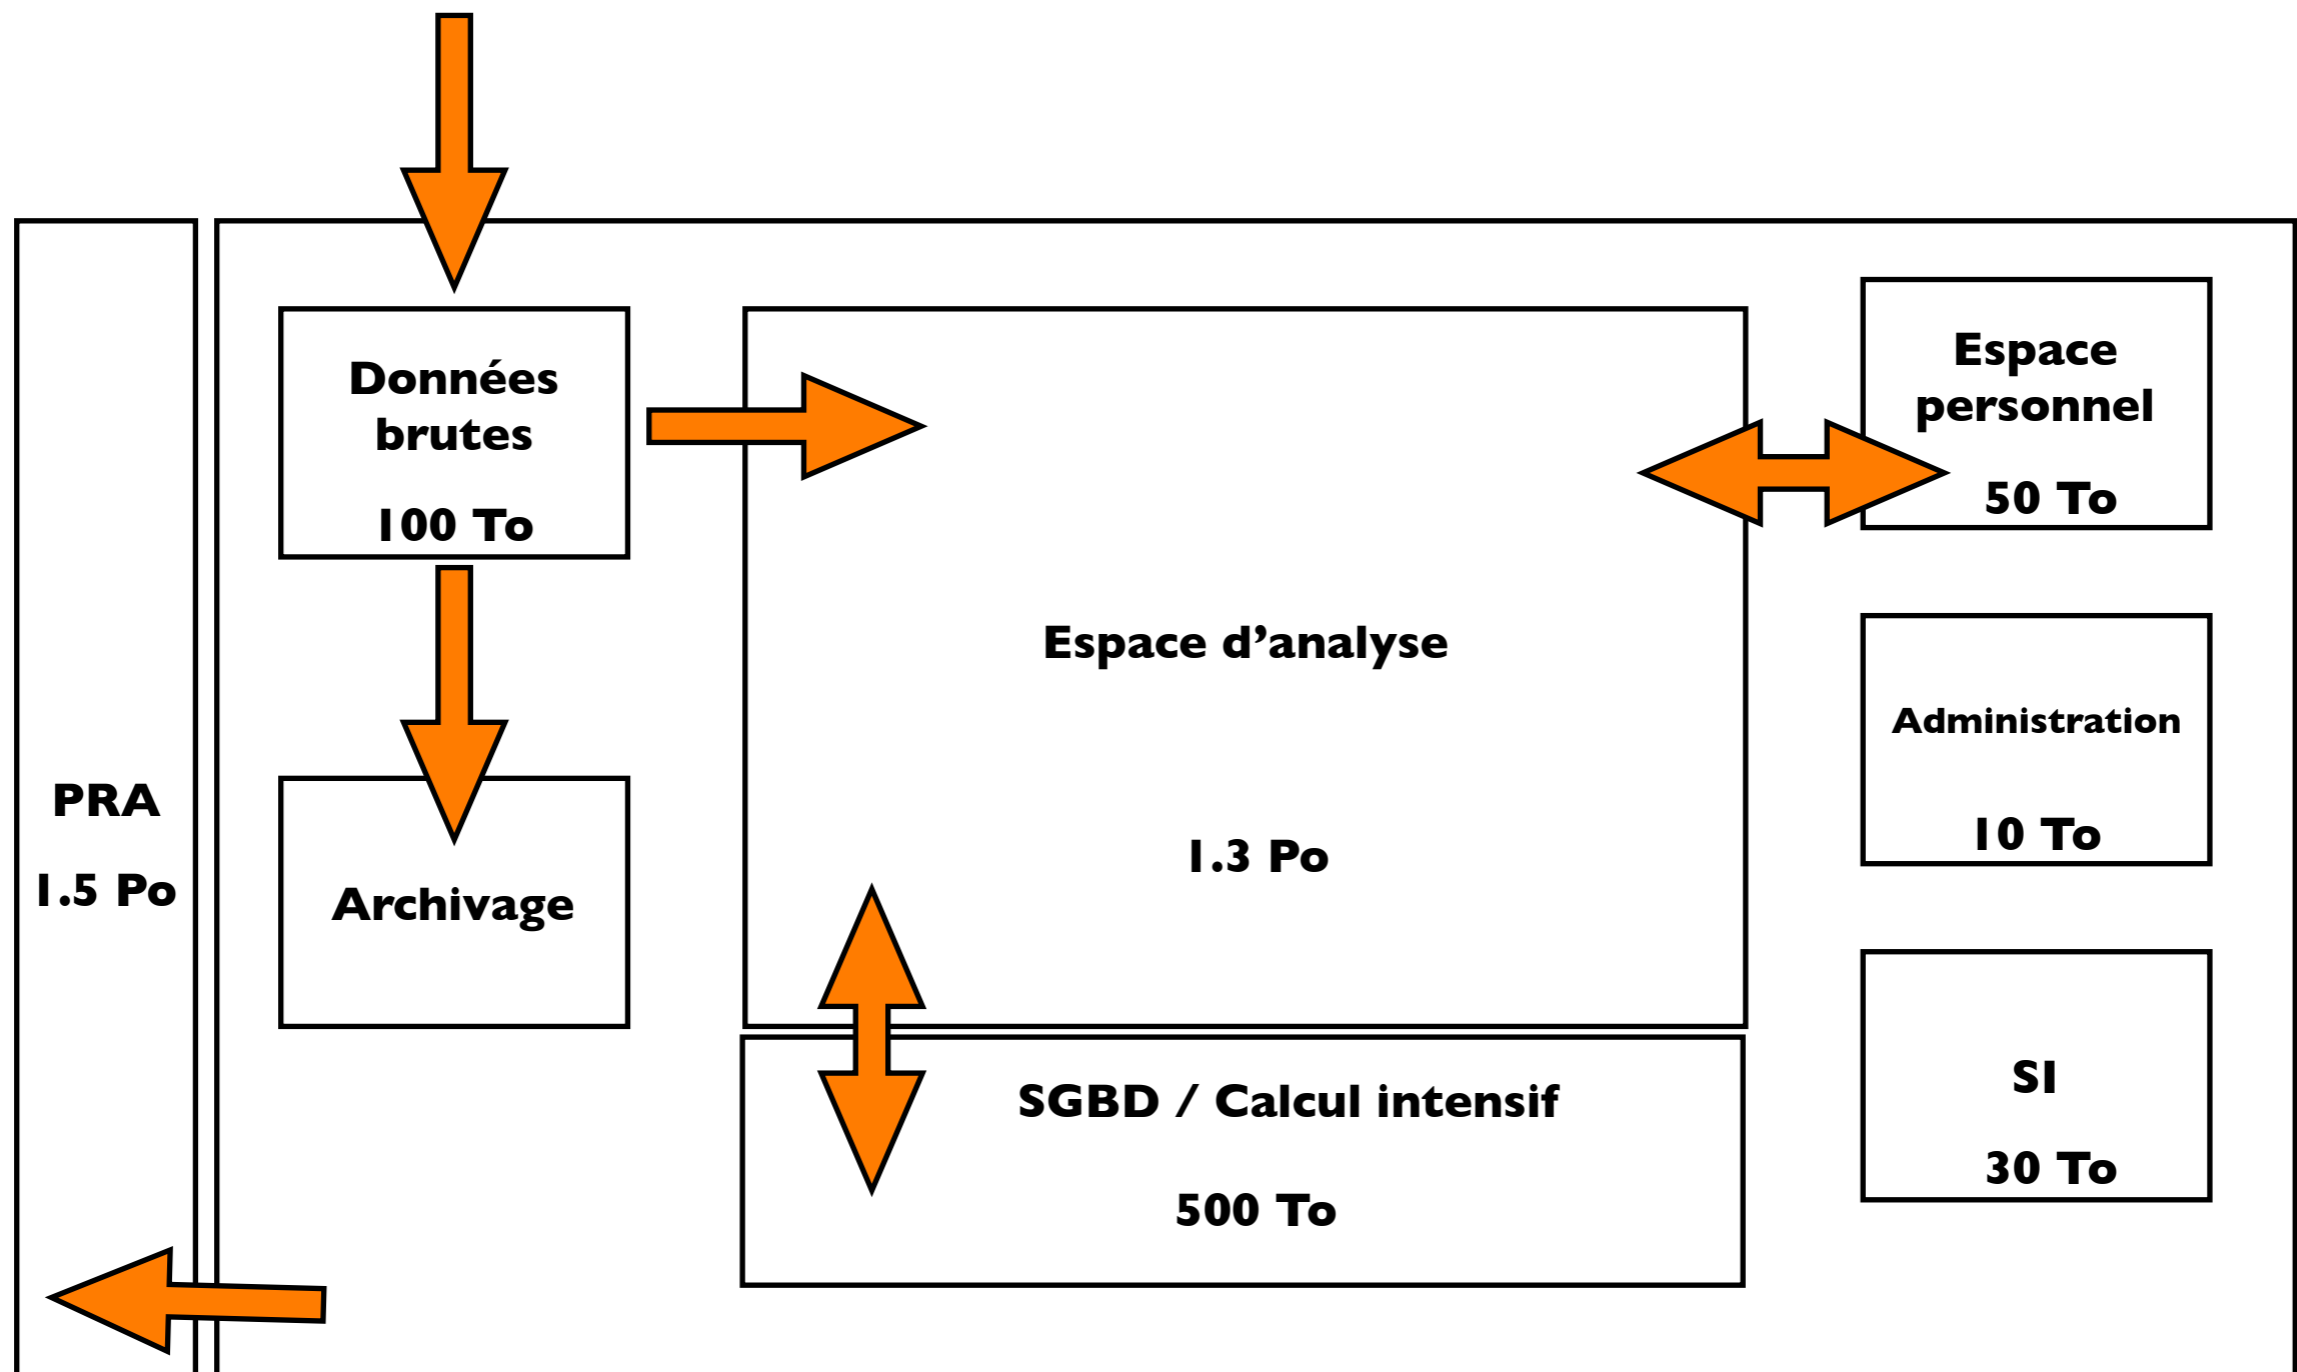 PRA
1.5 Po
Données
brutes
100 To
Archivage
Espace d’analyse
1.3 Po
SGBD / Calcul intensif
500 To
Espace
personnel
50 To
Administration
10 To
SI
30 To